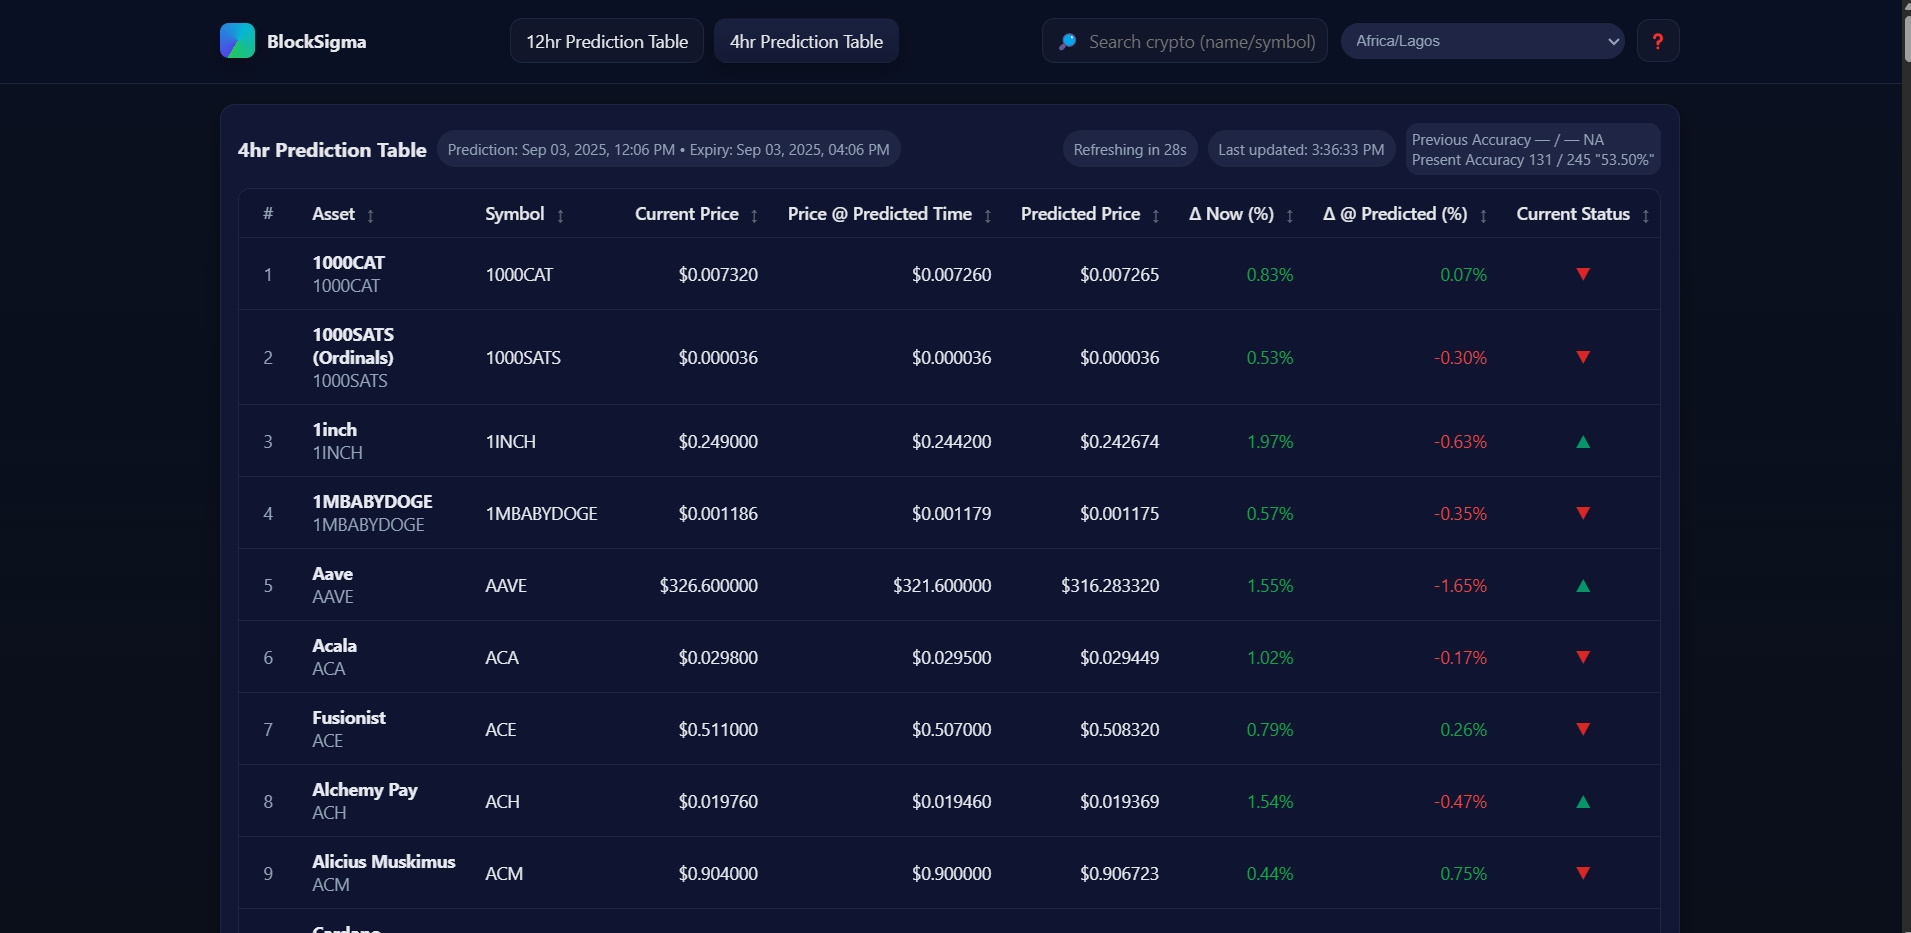 BlockSigma
12hr Prediction Table
4hr Prediction Table
Search crypto (name/symbol)
Africa/Lagos
?
4hr Prediction Table
Prediction: Sep 03, 2025, 12:06 PM • Expiry: Sep 03, 2025, 04:06 PM
Refreshing in 28s
Last updated: 3:36:33 PM
Previous Accuracy — / — NA
Present Accuracy 131 / 245 "53.50%"
# Asset ↕ Symbol ↕ Current Price ↕ Price @ Predicted Time ↕ Predicted Price ↕ Δ Now (%) ↕ Δ @ Predicted (%) ↕ Current Status ↕
1 1000CAT 1000CAT $0.007320 $0.007260 $0.007265 0.83% 0.07% ▼
1000CAT
1000SATS
2 (Ordinals) 1000SATS $0.000036 $0.000036 $0.000036 0.53% -0.30% ▼
1000SATS
3 1inch 1INCH $0.249000 $0.244200 $0.242674 1.97% -0.63% ▲
1INCH
4 1MBABYDOGE 1MBABYDOGE $0.001186 $0.001179 $0.001175 0.57% -0.35% ▼
1MBABYDOGE
5 Aave AAVE $326.600000 $321.600000 $316.283320 1.55% -1.65% ▲
AAVE
6 Acala ACA $0.029800 $0.029500 $0.029449 1.02% -0.17% ▼
ACA
7 Fusionist ACE $0.511000 $0.507000 $0.508320 0.79% 0.26% ▼
ACE
8 Alchemy Pay ACH $0.019760 $0.019460 $0.019369 1.54% -0.47% ▲
ACH
9 Alicius Muskimus ACM $0.904000 $0.900000 $0.906723 0.44% 0.75% ▼
ACM
Cardano